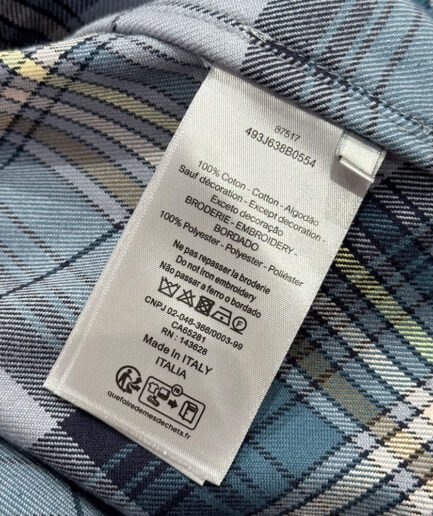 87517
493J638B0554
100% Coton - Cotton - Algodão
Sauf décoration - Except decoration -
Exceto decoração
BRODERIE - EMBROIDERY -
BORDADO
100% Polyester - Polyester - Poliéster
Ne pas repasser la broderie
Do not Iron embroidery
Não passar a ferro o bordado
CNPJ 02-046-366/0003-99
CA65281
RN : 143628
Made in ITALY
ITALIA
quefairedemesdechets.fr